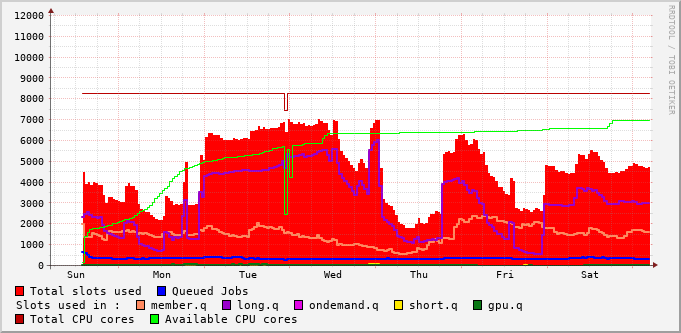 12000
11000
10000
9000
8000
7000
6000
5000
4000
3000
2000
1000
0
Sun Mon Tue Wed Thu Fri Sat
RRDTOOL / TOBI OETIKER
Total slots used Queued Jobs
Slots used in : member.q long.q ondemand.q short.q gpu.q
Total CPU cores Available CPU cores